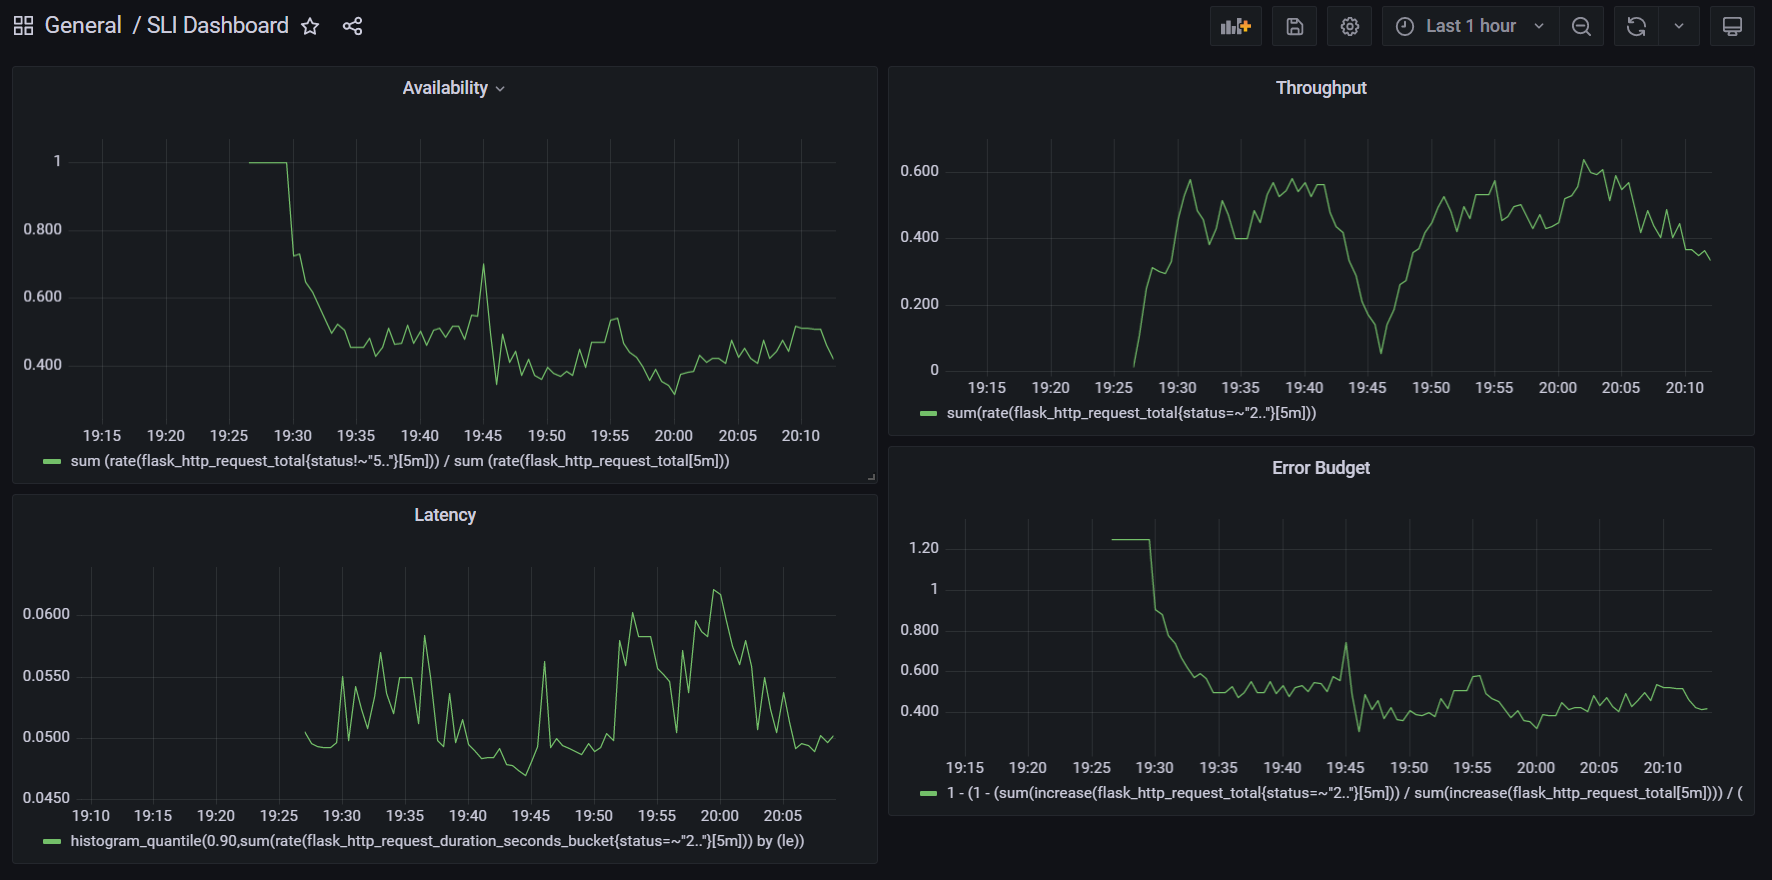 General / SLI Dashboard
Last 1 hour
Availability
1
0.800
0.600
0.400
19:15 19:20 19:25 19:30 19:35 19:40 19:45 19:50 19:55 20:00 20:05 20:10
sum (rate(flask_http_request_total{status!~"5.."}[5m])) / sum (rate(flask_http_request_total[5m]))
Throughput
0.600
0.400
0.200
0
19:15 19:20 19:25 19:30 19:35 19:40 19:45 19:50 19:55 20:00 20:05 20:10
sum(rate(flask_http_request_total{status=~"2.."}[5m]))
Latency
0.0600
0.0550
0.0500
0.0450
19:10 19:15 19:20 19:25 19:30 19:35 19:40 19:45 19:50 19:55 20:00 20:05
histogram_quantile(0.90,sum(rate(flask_http_request_duration_seconds_bucket{status=~"2.."}[5m])) by (le))
Error Budget
1.20
1
0.800
0.600
0.400
19:15 19:20 19:25 19:30 19:35 19:40 19:45 19:50 19:55 20:00 20:05 20:10
1 - (1 - (sum(increase(flask_http_request_total{status=~"2.."}[5m])) / sum(increase(flask_http_request_total[5m]))) / (